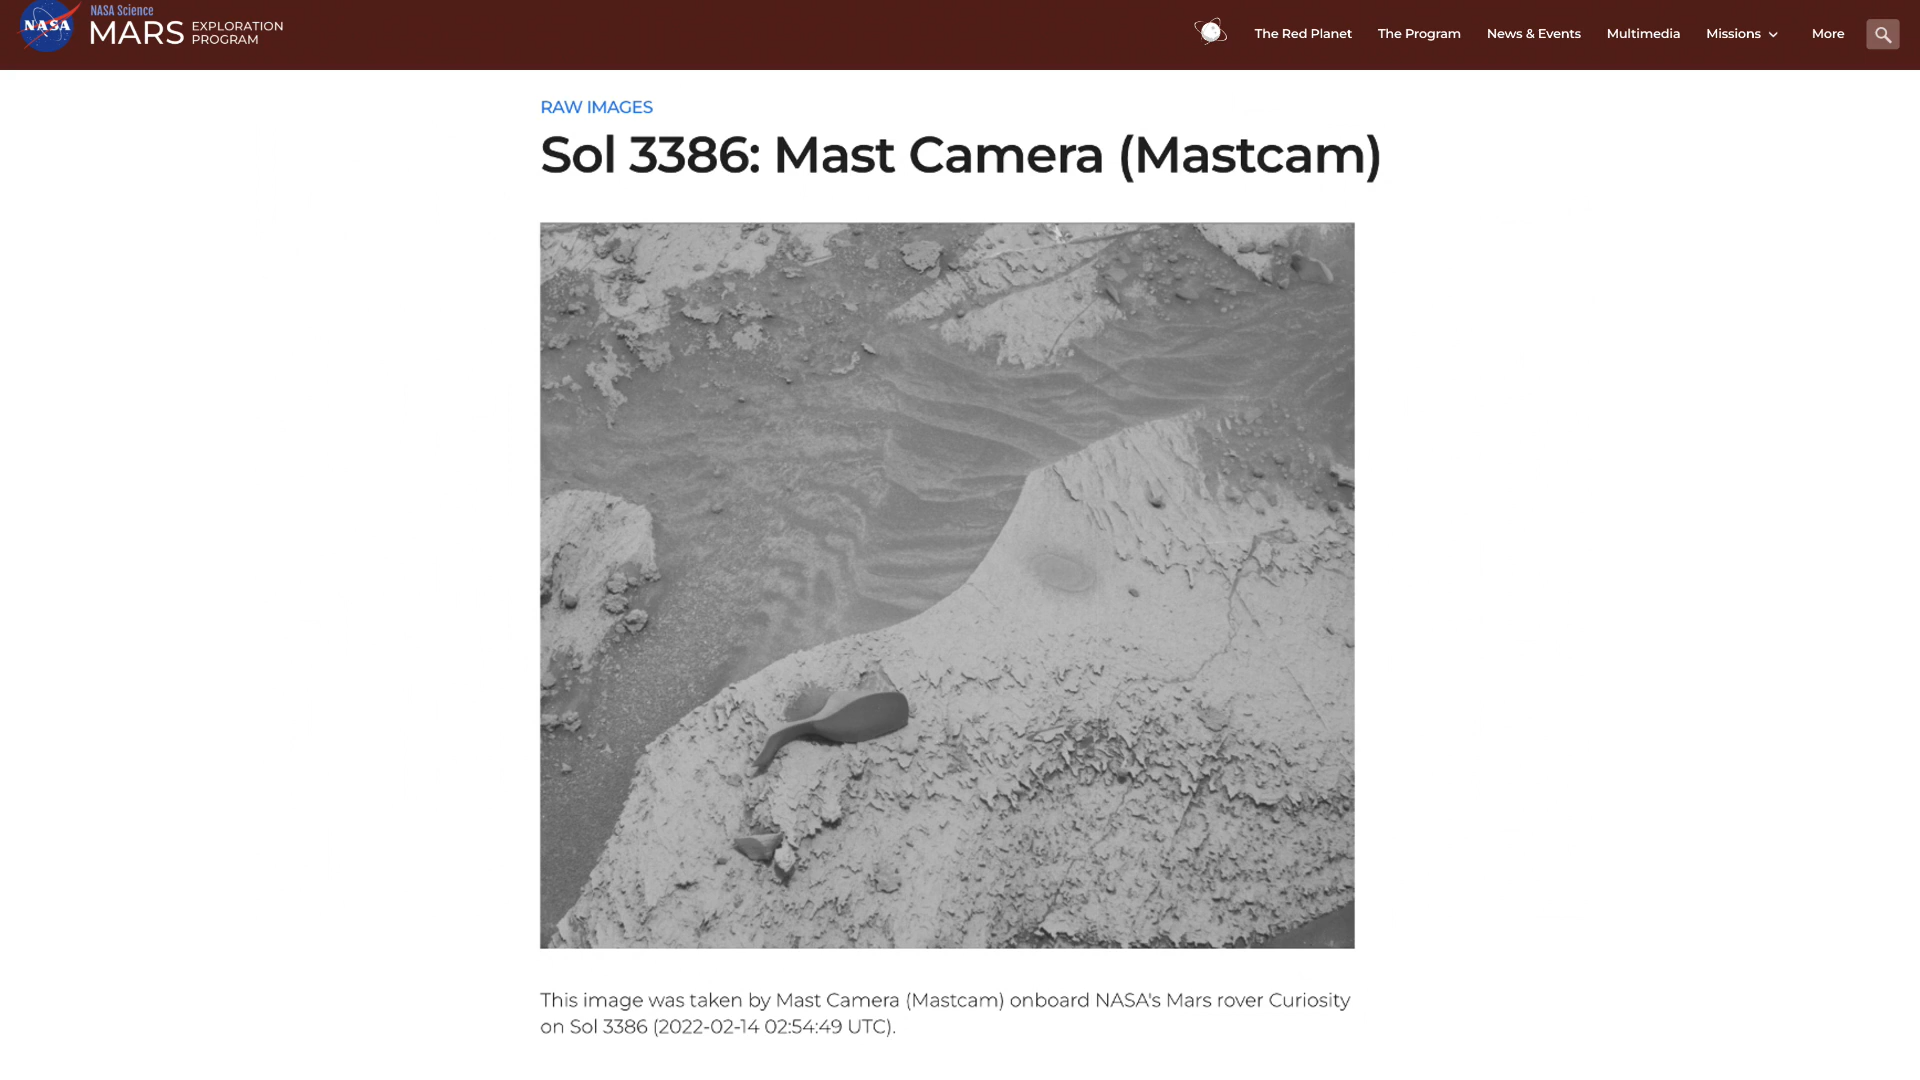 NASA
NASA Science
MARS EXPLORATION PROGRAM
The Red Planet
The Program
News & Events
Multimedia
Missions
More
RAW IMAGES
Sol 3386: Mast Camera (Mastcam)
This image was taken by Mast Camera (Mastcam) onboard NASA's Mars rover Curiosity
on Sol 3386 (2022-02-14 02:54:49 UTC).